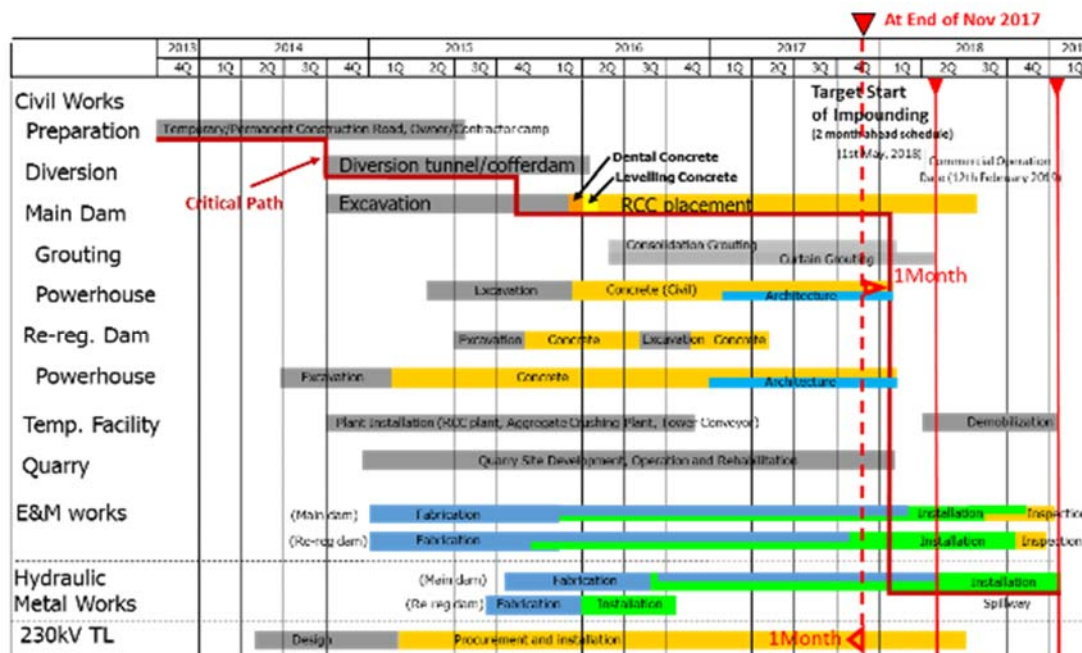 At End of Nov 2017
2013 2014 2015 2016 2017 2018 201
4Q 1Q 2Q 3Q 4Q 1Q 2Q 3Q 4Q 1Q 2Q 3Q 4Q 1Q 2Q 3Q 4Q 1Q 2Q 3Q 4Q 1Q
Civil Works
Target Start
of Impounding
(2 month ahead schedule)
(1st May, 2018)
Commercial Operation
Date (12th February 2019)
Preparation Temporary/Permanent Construction Road, Owner/Contractor camp
Diversion Diversion tunnel/cofferdam
Dental Concrete
Levelling Concrete
Critical Path
Main Dam Excavation RCC placement
Grouting Consolidation Grouting
Curtain Grouting
1Month
Powerhouse Excavation Concrete (Civil) Architecture
Re-reg. Dam Excavation Concrete Excavation Concrete
Powerhouse Excavation Concrete Architecture
Temp. Facility Plant Installation (RCC plant, Aggregate Crushing Plant, Tower Conveyor) Demobilization
Quarry Quarry Site Development, Operation and Rehabilitation
E&M works (Main dam) Fabrication Installation Inspection
(Re-reg dam) Fabrication Installation Inspection
Hydraulic (Main dam) Fabrication Installation
Metal Works (Re-reg dam) Fabrication Installation Spillway
230kV TL Design Procurement and installation 1Month